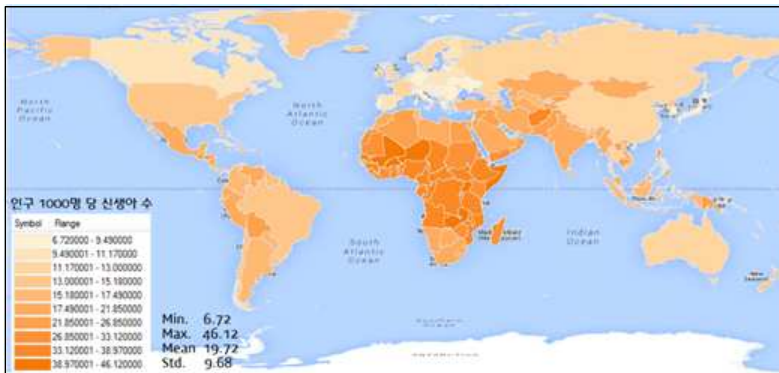 North
Pacific
Ocean
North
Atlantic
Ocean
인구 1000명 당 신생아 수
Symbol Range
6.720000 - 9.490000
9.490001 - 11.170000
11.170001 - 13.000000
13.000001 - 15.180000
15.180001 - 17.490000
17.490001 - 21.850000
21.850001 - 26.850000
26.850001 - 33.120000
33.120001 - 38.970000
38.970001 - 46.120000
Min. 6.72
Max. 46.12
Mean 19.72
Std. 9.68
South
Atlantic
Ocean
Indian
Ocean
Southern
Ocean